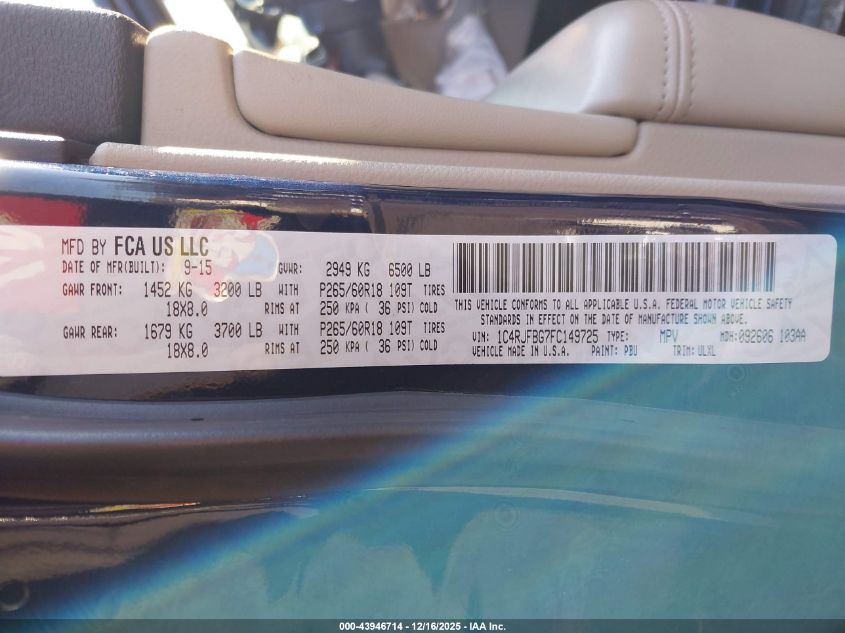 MFD BY FCA US LLC
DATE OF MFR(BUILT): 9-15 GVWR: 2949 KG 6500 LB
GAWR FRONT: 1452 KG 3200 LB WITH P265/60R18 109T TIRES
18X8.0 RIMS AT 250 KPA ( 36 PSI) COLD
GAWR REAR: 1679 KG 3700 LB WITH P265/60R18 109T TIRES
18X8.0 RIMS AT 250 KPA ( 36 PSI) COLD
THIS VEHICLE CONFORMS TO ALL APPLICABLE U.S.A. FEDERAL MOTOR VEHICLE SAFETY
STANDARDS IN EFFECT ON THE DATE OF MANUFACTURE SHOWN ABOVE.
VIN: 1C4RJFBG7FC149725 TYPE: MPV MDH:092606 103AA
VEHICLE MADE IN U.S.A. PAINT: PBU TRIM: ULXL
000-43946714 - 12/16/2025 - IAA Inc.